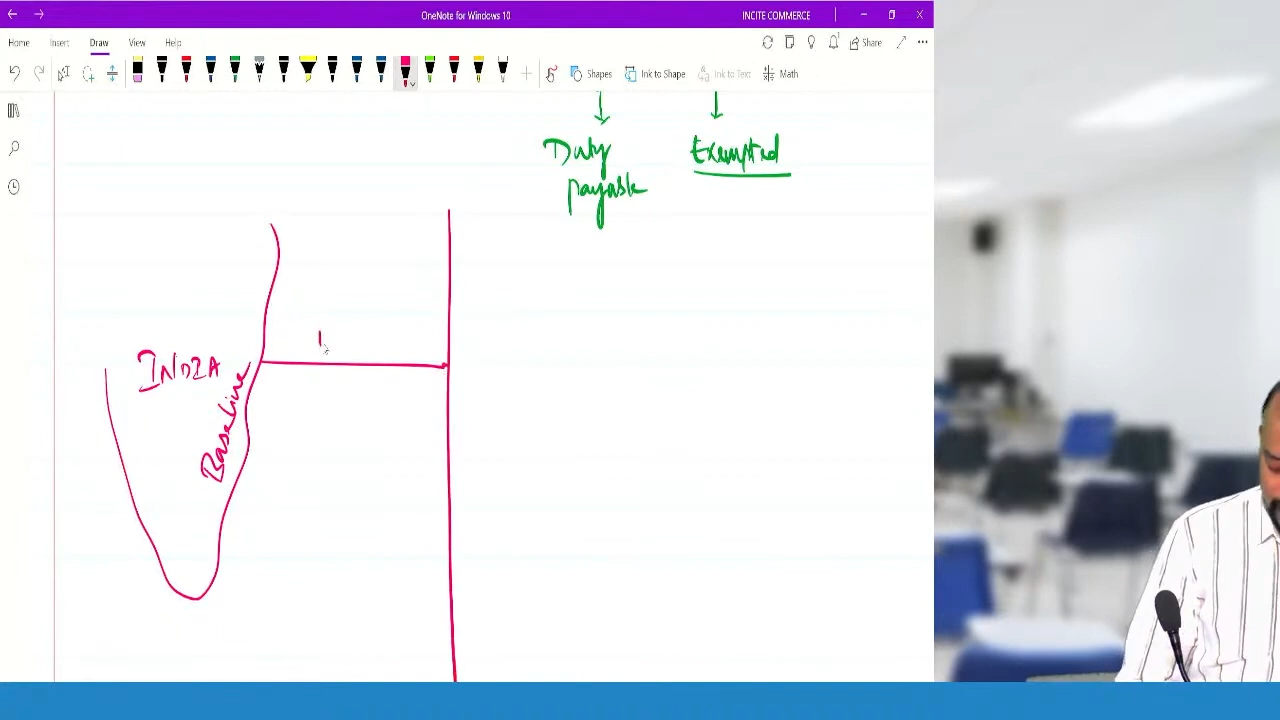 OneNote for Windows 10
INCITE COMMERCE
Home Insert Draw View Help
Share
Shapes
Ink to Shape
Ink to Text
Math
Duty
payable
Exempted
INDIA
Baseline